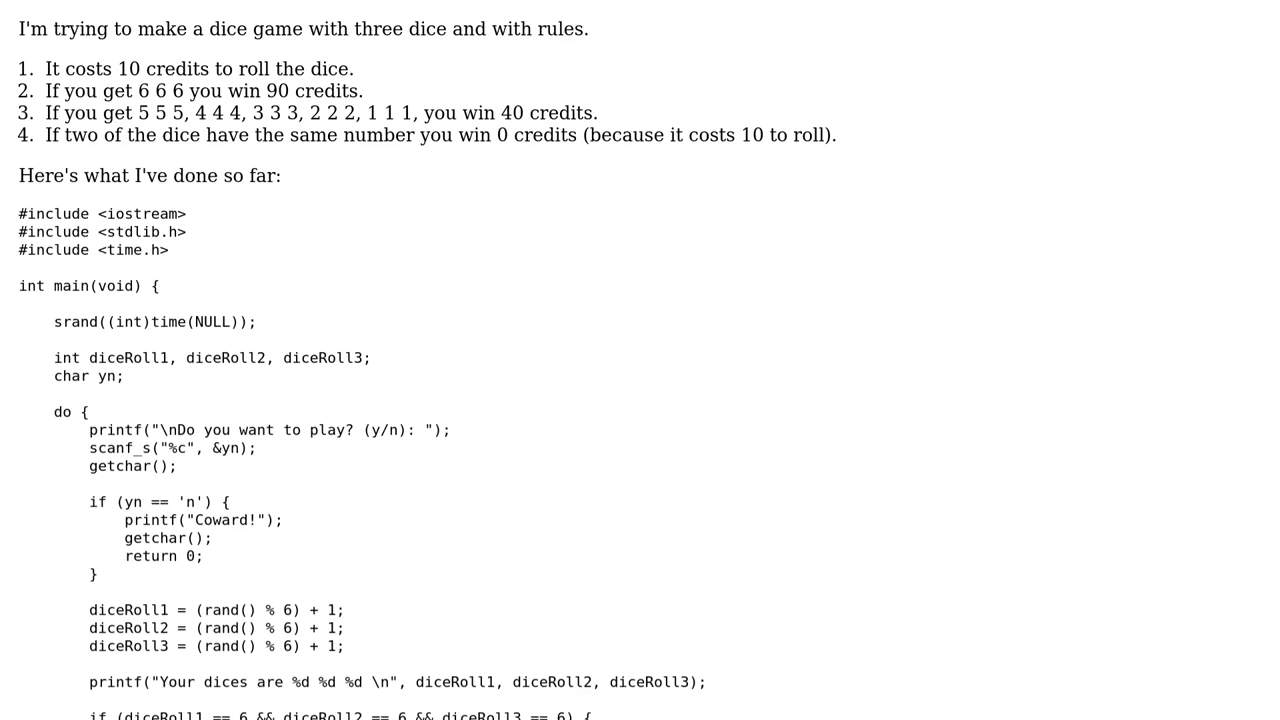 I'm trying to make a dice game with three dice and with rules.
1. It costs 10 credits to roll the dice.
2. If you get 6 6 6 you win 90 credits.
3. If you get 5 5 5, 4 4 4, 3 3 3, 2 2 2, 1 1 1, you win 40 credits.
4. If two of the dice have the same number you win 0 credits (because it costs 10 to roll).
Here's what I've done so far:
#include <iostream>
#include <stdlib.h>
#include <time.h>
int main(void) {
srand((int)time(NULL));
int diceRoll1, diceRoll2, diceRoll3;
char yn;
do {
printf("\nDo you want to play? (y/n): ");
scanf_s("%c", &yn);
getchar();
if (yn == 'n') {
printf("Coward!");
getchar();
return 0;
}
diceRoll1 = (rand() % 6) + 1;
diceRoll2 = (rand() % 6) + 1;
diceRoll3 = (rand() % 6) + 1;
printf("Your dices are %d %d %d \n", diceRoll1, diceRoll2, diceRoll3);
if (diceRoll1 == 6 && diceRoll2 == 6 && diceRoll3 == 6) {